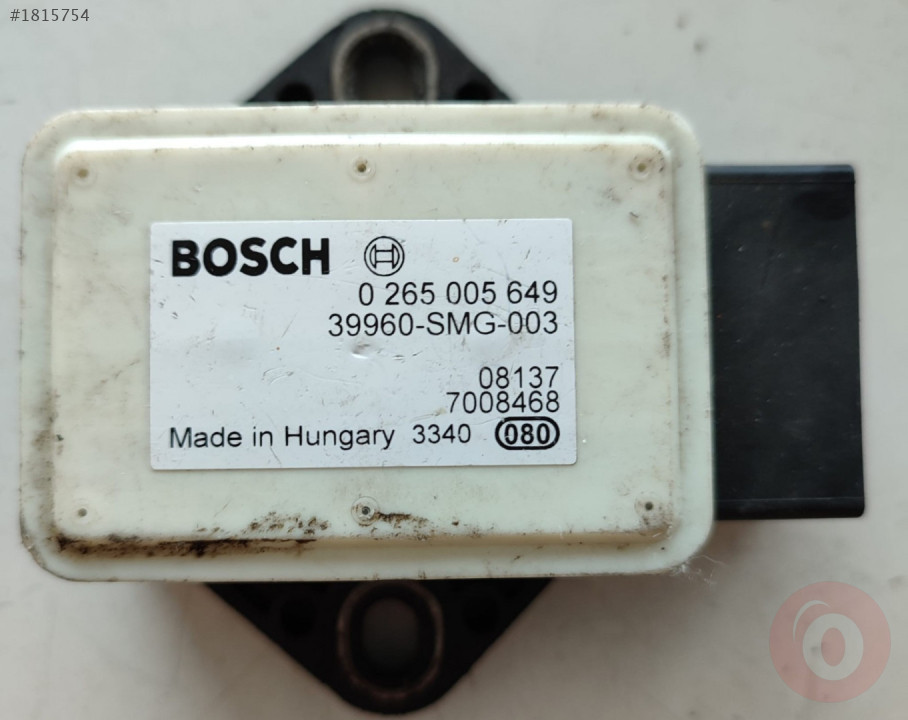 #1815754
BOSCH
0 265 005 649
39960-SMG-003
08137
7008468
Made in Hungary 3340 080